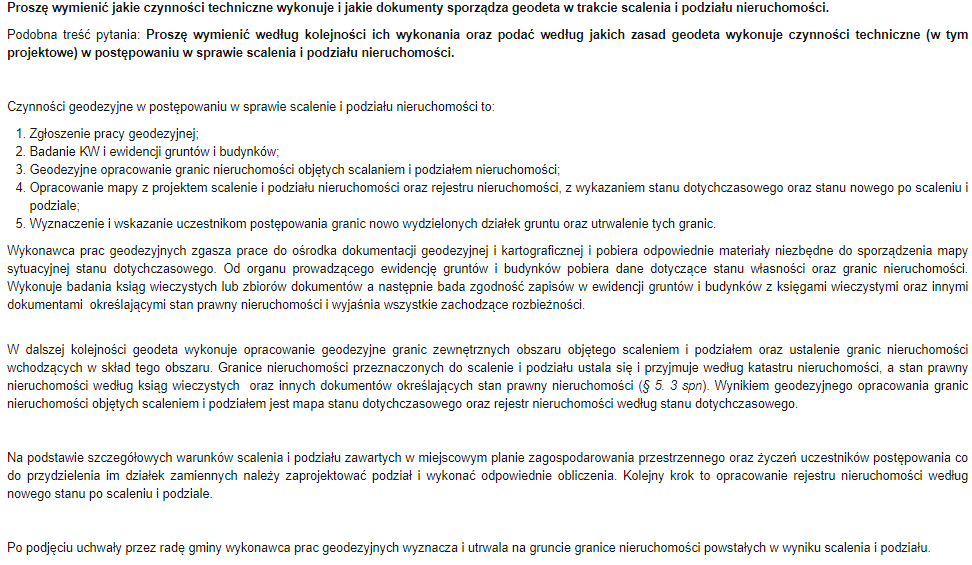 Proszę wymienić jakie czynności techniczne wykonuje i jakie dokumenty sporządza geodeta w trakcie scalenia i podziału nieruchomości.
Podobna treść pytania: Proszę wymienić według kolejności ich wykonania oraz podać według jakich zasad geodeta wykonuje czynności techniczne (w tym
projektowe) w postępowaniu w sprawie scalenia i podziału nieruchomości.
Czynności geodezyjne w postępowaniu w sprawie scalenie i podziału nieruchomości to:
1. Zgłoszenie pracy geodezyjnej;
2. Badanie KW i ewidencji gruntów i budynków;
3. Geodezyjne opracowanie granic nieruchomości objętych scalaniem i podziałem nieruchomości;
4. Opracowanie mapy z projektem scalenie i podziału nieruchomości oraz rejestru nieruchomości, z wykazaniem stanu dotychczasowego oraz stanu nowego po scaleniu i
podziale;
5. Wyznaczenie i wskazanie uczestnikom postępowania granic nowo wydzielonych działek gruntu oraz utrwalenie tych granic.
Wykonawca prac geodezyjnych zgasza prace do ośrodka dokumentacji geodezyjnej i kartograficznej i pobiera odpowiednie materiały niezbędne do sporządzenia mapy
sytuacyjnej stanu dotychczasowego. Od organu prowadzącego ewidencję gruntów i budynków pobiera dane dotyczące stanu własności oraz granic nieruchomości.
Wykonuje badania ksiąg wieczystych lub zbiorów dokumentów a następnie bada zgodność zapisów w ewidencji gruntów i budynków z księgami wieczystymi oraz innymi
dokumentami określającymi stan prawny nieruchomości i wyjaśnia wszystkie zachodzące rozbieżności.
W dalszej kolejności geodeta wykonuje opracowanie geodezyjne granic zewnętrznych obszaru objętego scaleniem i podziałem oraz ustalenie granic nieruchomości
wchodzących w skład tego obszaru. Granice nieruchomości przeznaczonych do scalenie i podziału ustala się i przyjmuje według katastru nieruchomości, a stan prawny
nieruchomości według ksiąg wieczystych oraz innych dokumentów określających stan prawny nieruchomości (§ 5. 3 spn). Wynikiem geodezyjnego opracowania granic
nieruchomości objętych scaleniem i podziałem jest mapa stanu dotychczasowego oraz rejestr nieruchomości według stanu dotychczasowego.
Na podstawie szczegółowych warunków scalenia i podziału zawartych w miejscowym planie zagospodarowania przestrzennego oraz życzeń uczestników postępowania co
do przydzielenia im działek zamiennych należy zaprojektować podział i wykonać odpowiednie obliczenia. Kolejny krok to opracowanie rejestru nieruchomości według
nowego stanu po scaleniu i podziale.
Po podjęciu uchwały przez radę gminy wykonawca prac geodezyjnych wyznacza i utrwala na gruncie granice nieruchomości powstałych w wyniku scalenia i podziału.